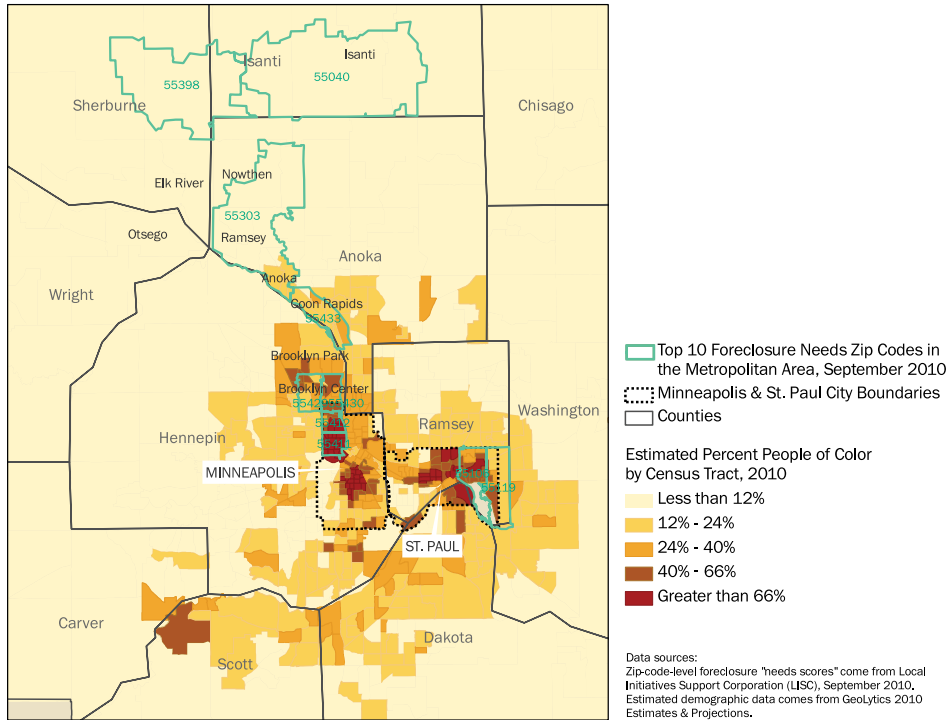 Isanti
Isanti
55040
55398
Sherburne
Chisago
Nowthen
Elk River
55303
Otsego
Ramsey
Anoka
Anoka
Wright
Coon Rapids
55433
Brooklyn Park
Brooklyn Center
Washington
Hennepin
Ramsey
55411
MINNEAPOLIS
ST. PAUL
Carver
Dakota
Scott
Top 10 Foreclosure Needs Zip Codes in
the Metropolitan Area, September 2010
Minneapolis & St. Paul City Boundaries
Counties
Estimated Percent People of Color
by Census Tract, 2010
Less than 12%
12% - 24%
24% - 40%
40% - 66%
Greater than 66%
Data sources:
Zip-code-level foreclosure "needs scores" come from Local
Initiatives Support Corporation (LISC), September 2010.
Estimated demographic data comes from GeoLytics 2010
Estimates & Projections.